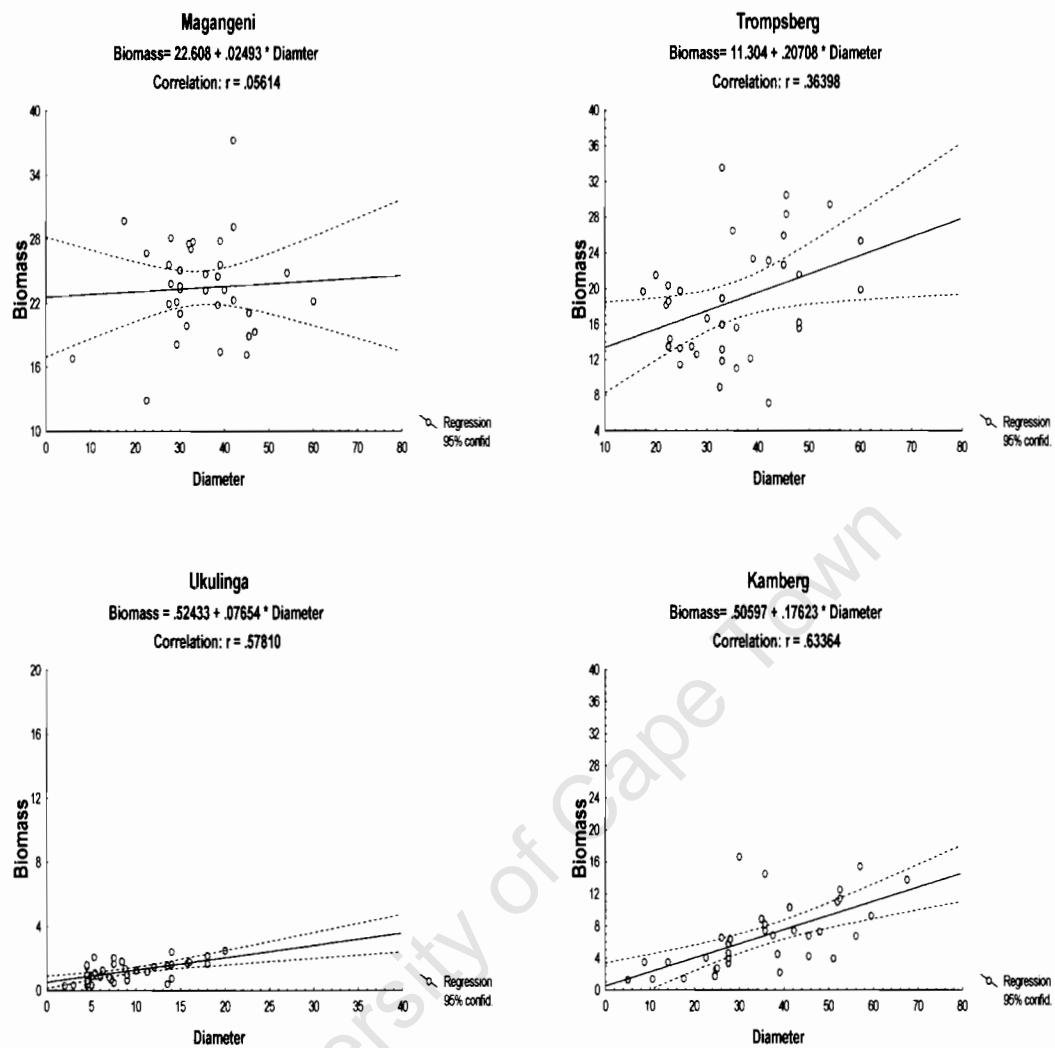 Magangeni
Biomass= 22.608 + .02493 * Diamter
Correlation: r = .05614
40
34
28
22
16
10
Biomass
0 10 20 30 40 50 60 70 80
Diameter
Regression
95% confid.
Trompsberg
Biomass= 11.304 + .20708 * Diameter
Correlation: r = .36398
40
36
32
28
24
20
16
12
8
4
Biomass
10 20 30 40 50 60 70 80
Diameter
Regression
95% confid.
Ukulinga
Biomass = .52433 + .07654 * Diameter
Correlation: r = .57810
20
16
12
8
4
0
Biomass
0 5 10 15 20 25 30 35 40
Diameter
Regression
95% confid.
Kamberg
Biomass= .50597 + .17623 * Diameter
Correlation: r = .63364
40
36
32
28
24
20
16
12
8
4
0
Biomass
0 10 20 30 40 50 60 70 80
Diameter
Regression
95% confid.
ersity of Cape Town